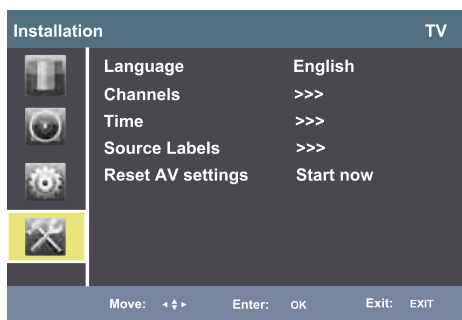 Installation TV
Language English
Channels >>>
Time >>>
Source Labels >>>
Reset AV settings Start now
Move: Enter: OK Exit: EXIT